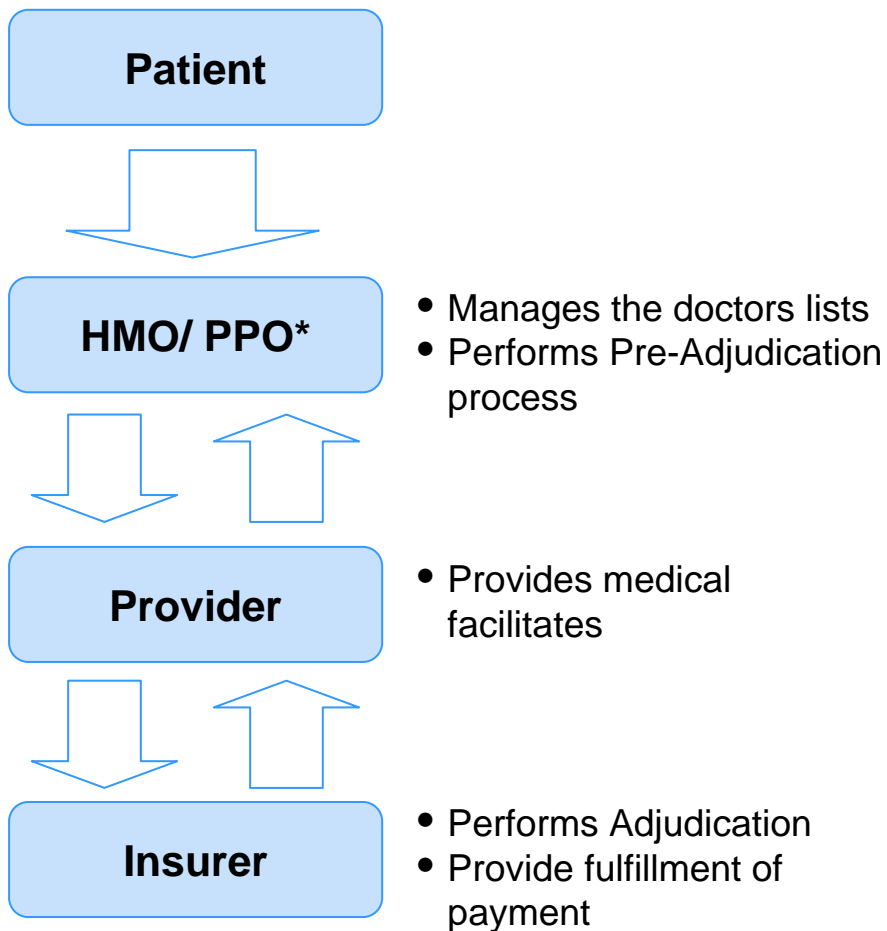 Patient
HMO/ PPO*
• Manages the doctors lists
• Performs Pre-Adjudication
process
Provider
• Provides medical
facilitates
Insurer
• Performs Adjudication
• Provide fulfillment of
payment